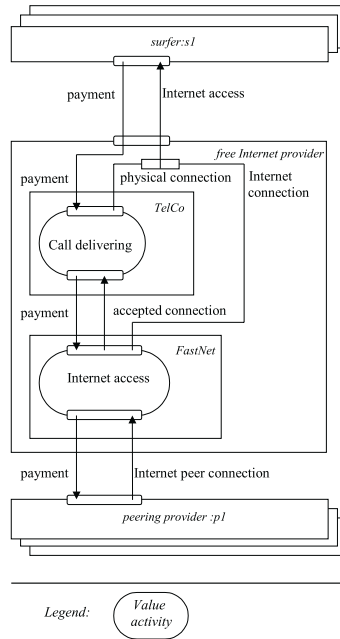 surfer:s1
payment
Internet access
free Internet provider
payment
physical connection
Internet
connection
TelCo
Call delivering
payment
accepted connection
FastNet
Internet access
payment
Internet peer connection
peering provider :p1
Legend:
Value
activity